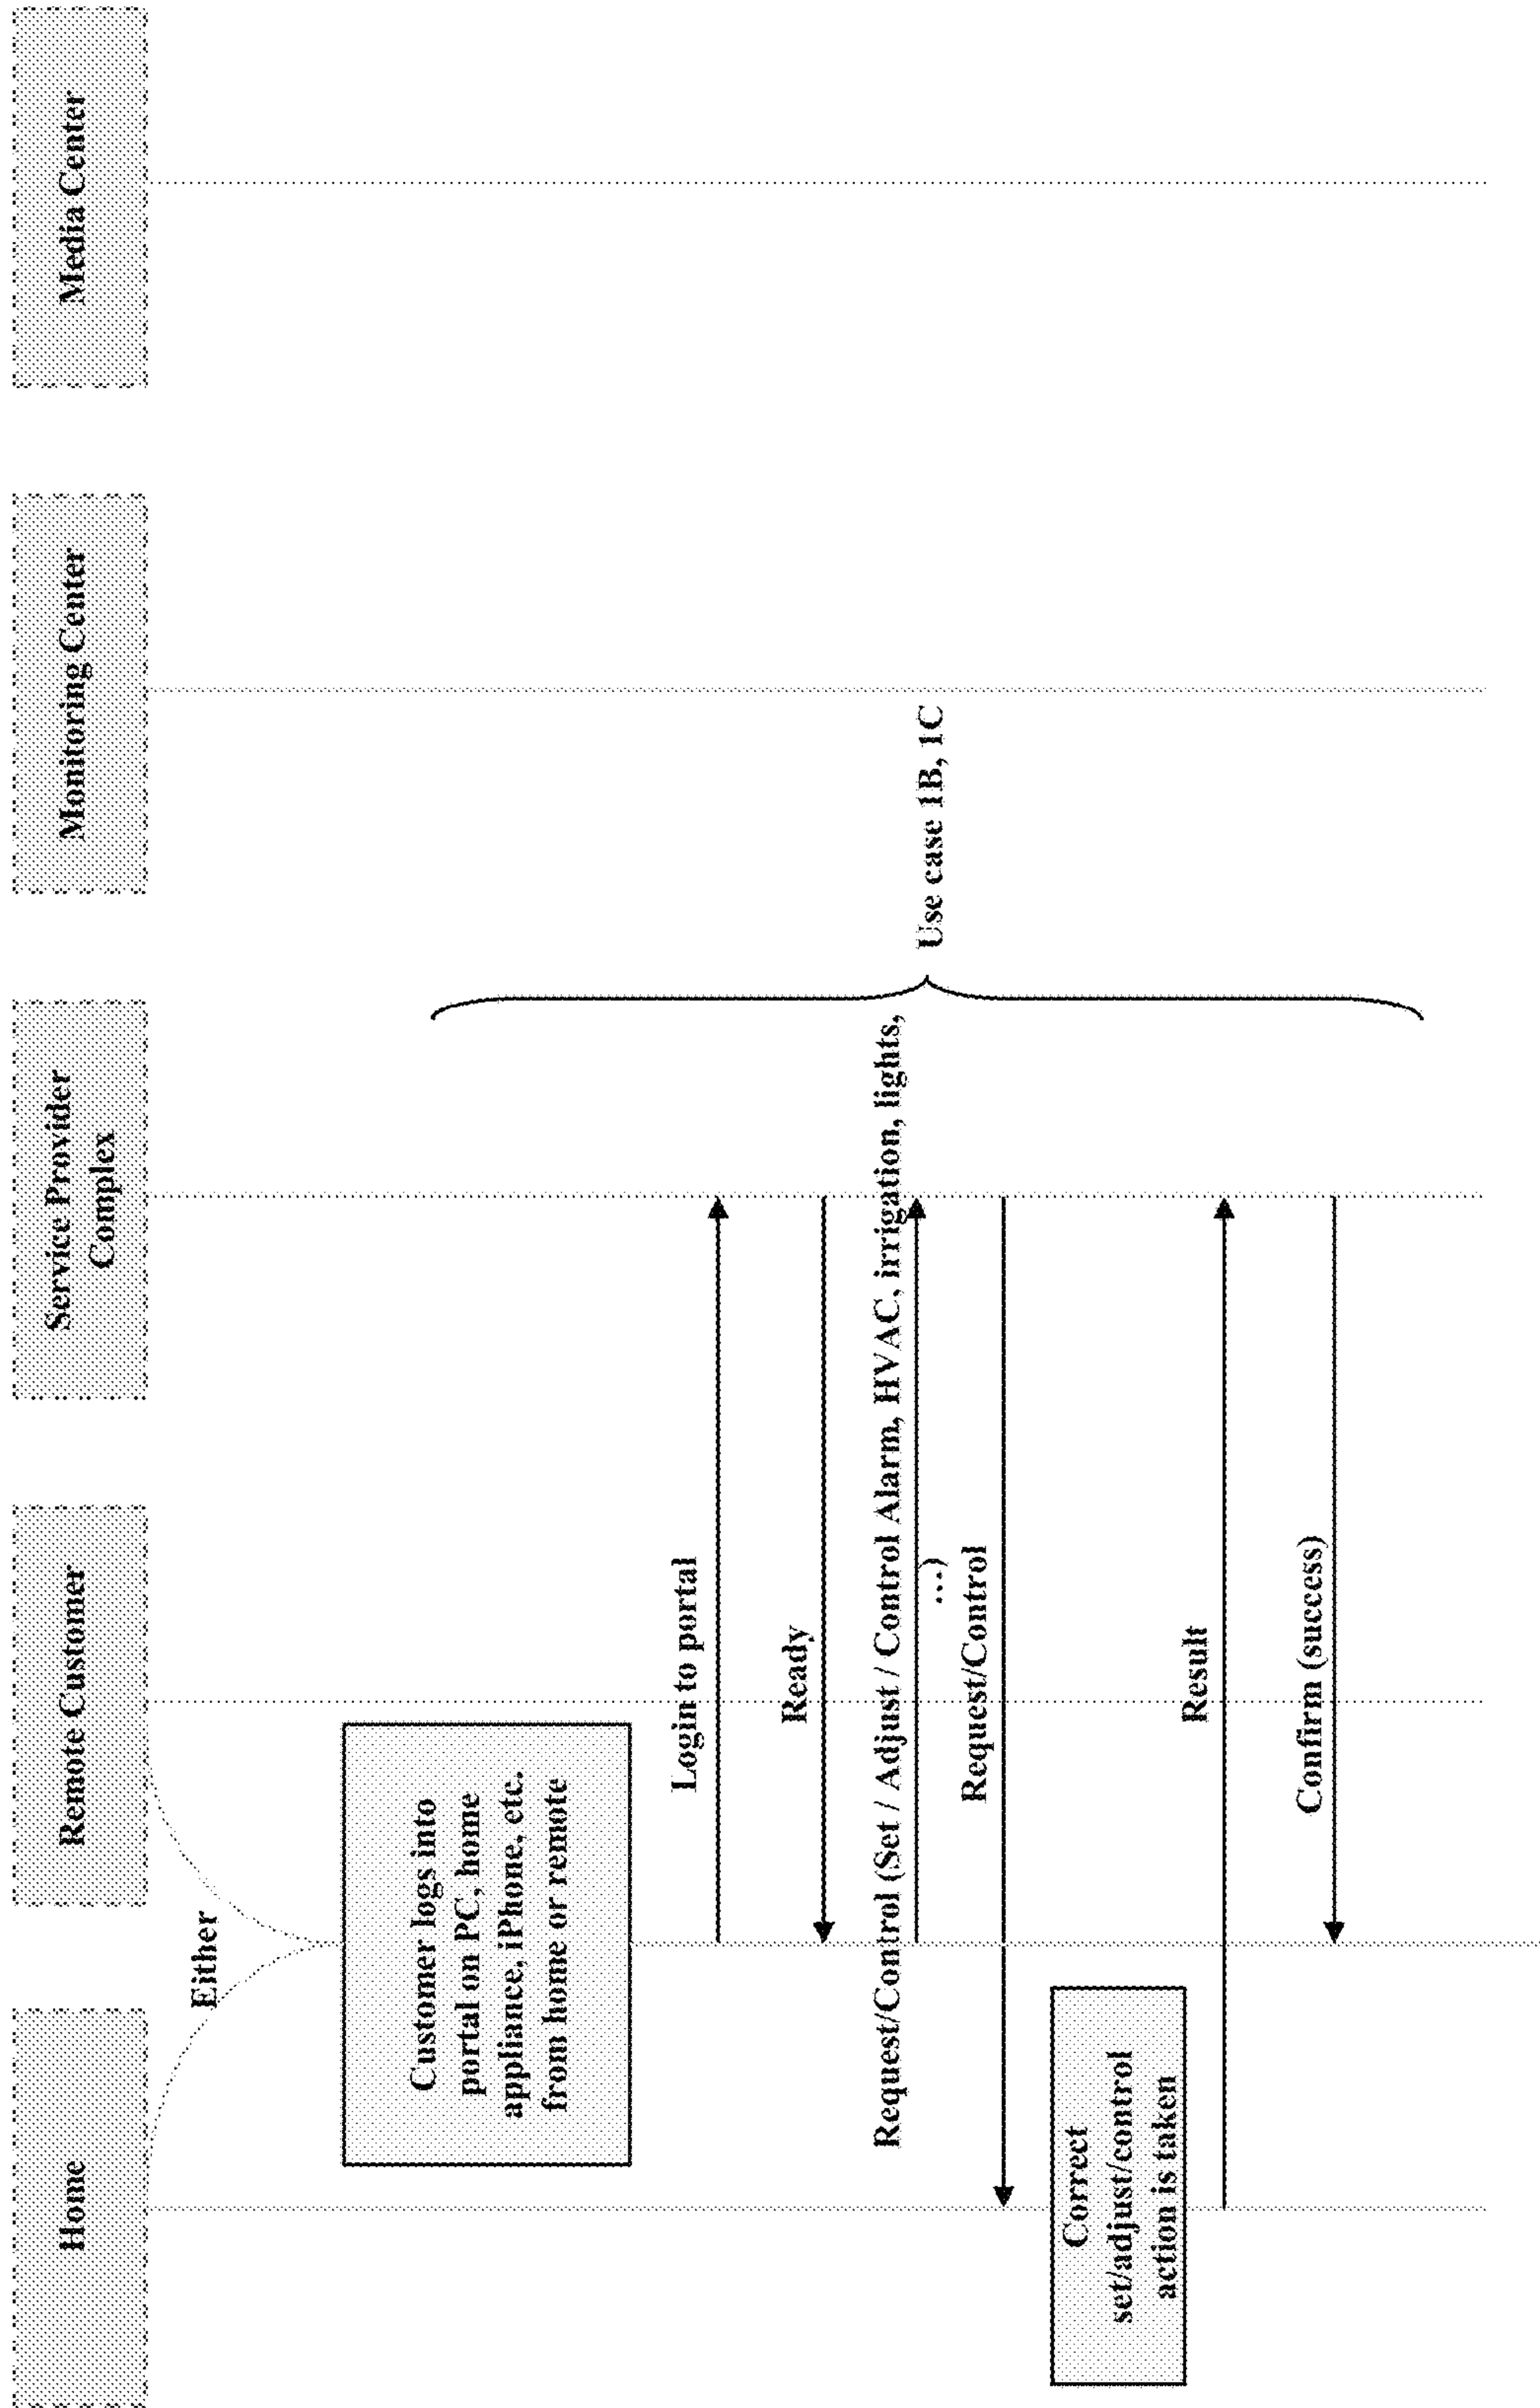 Home
Remote Customer
Service Provider
Complex
Monitoring Center
Media Center
Either
Customer logs into
portal on PC, home
appliance, iPhone, etc.
from home or remote
Login to portal
Ready
Request/Control (Set / Adjust / Control Alarm, HVAC, irrigation, lights,
...)
Use case 1B, 1C
Request/Control
Correct
set/adjust/control
action is taken
Result
Confirm (success)